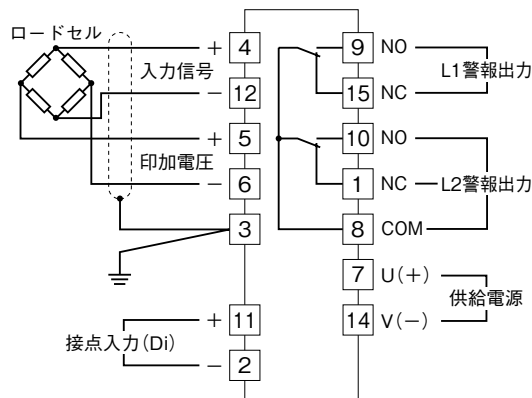 ロードセル
+ 4
入力信号
− 12
+ 5
印加電圧
− 6
3
+ 11
接点入力(Di)
− 2
9 NO
L1警報出力
15 NC
10 NO
1 NC
L2警報出力
8 COM
7 U(+)
供給電源
14 V(−)